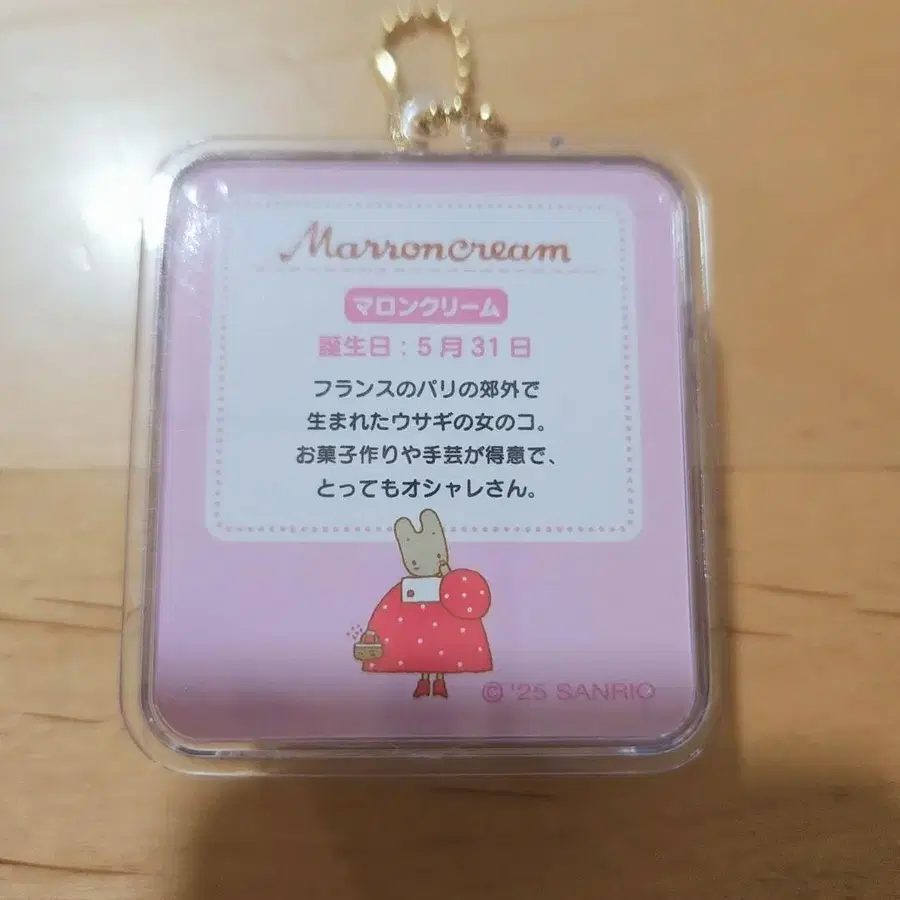 Marroncream
マロンクリーム
誕生日：5月31日
フランスのパリの郊外で
生まれたウサギの女のコ。
お菓子作りや手芸が得意で、
とってもオシャレさん。
© '25 SANRIO